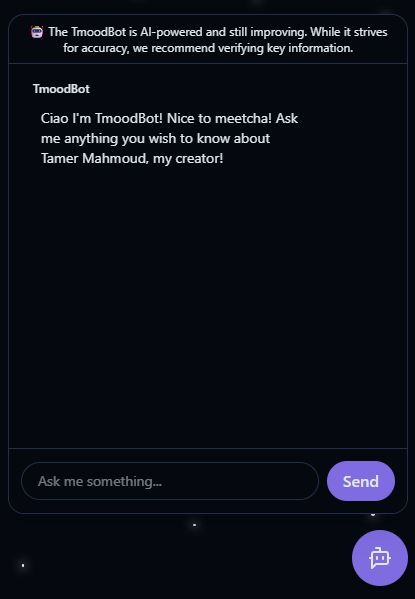 🤖 The TmoodBot is AI-powered and still improving. While it strives
for accuracy, we recommend verifying key information.
TmoodBot
Ciao I'm TmoodBot! Nice to meetcha! Ask
me anything you wish to know about
Tamer Mahmoud, my creator!
Ask me something...
Send